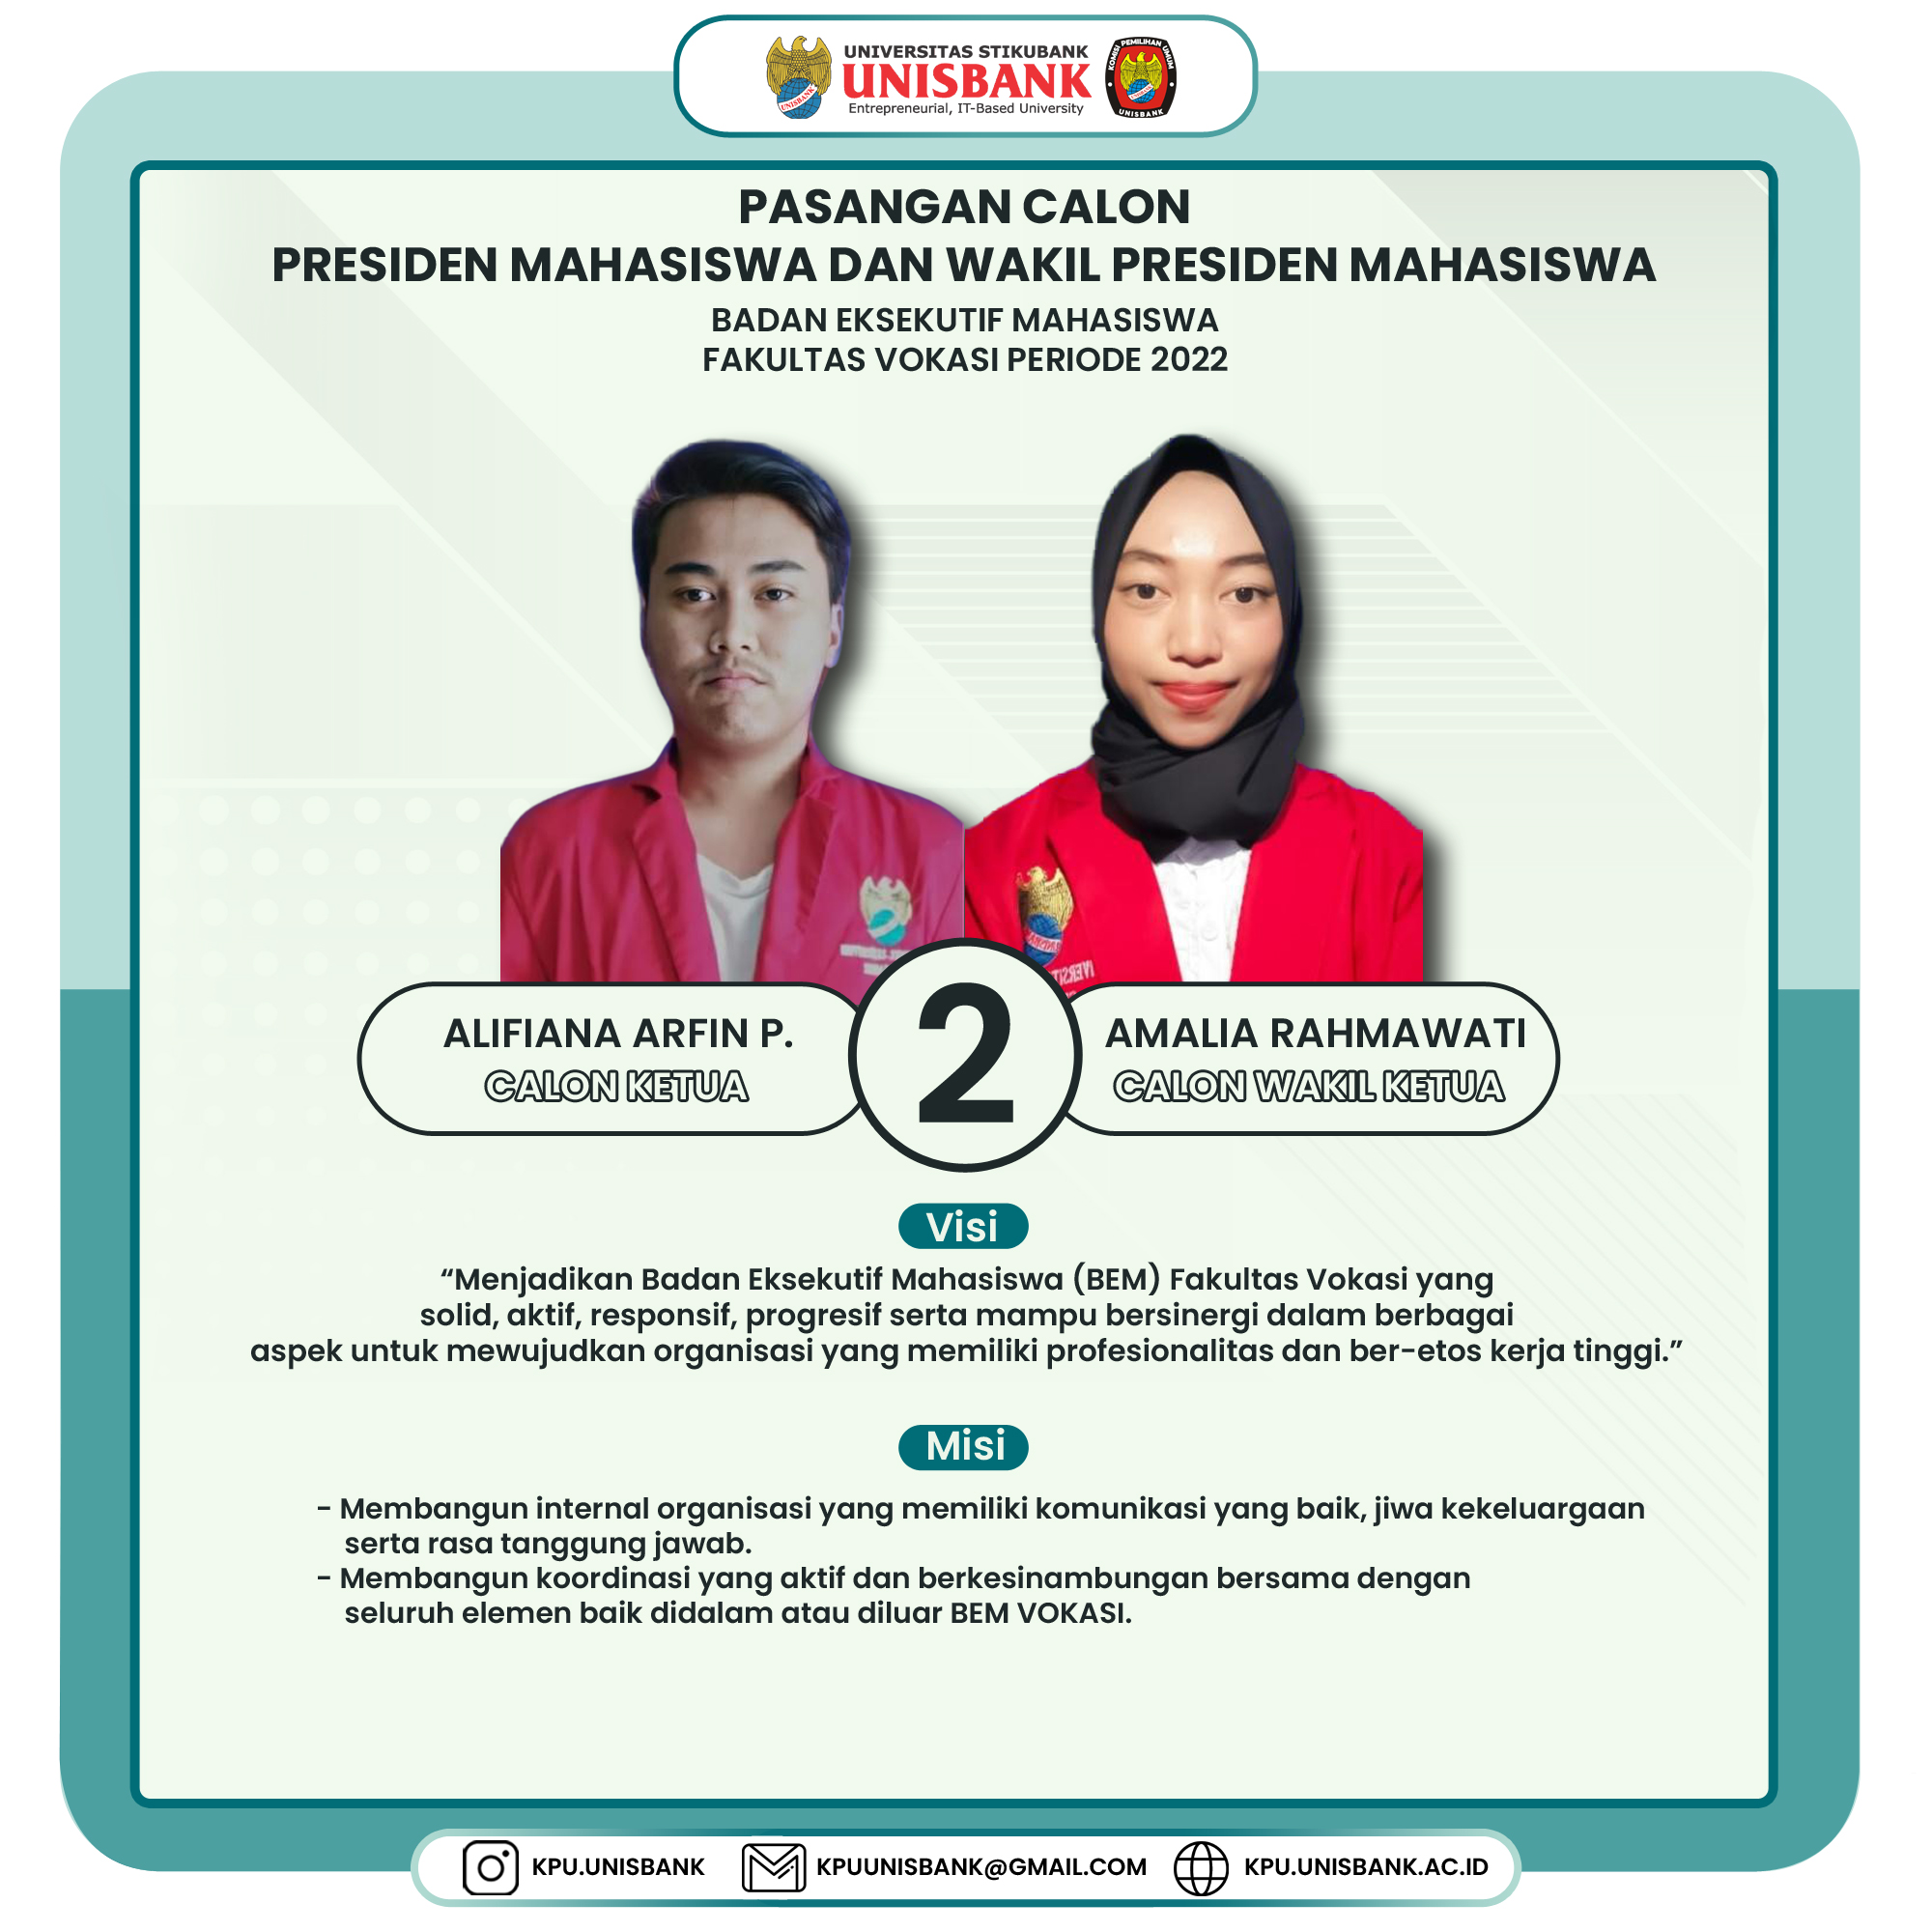 UNIVERSITAS STIKUBANK
UNISBANK
Entrepreneurial, IT-Based University
UNISBANK
KOMISI PEMILIHAN UMUM
UNISBANK
PASANGAN CALON
PRESIDEN MAHASISWA DAN WAKIL PRESIDEN MAHASISWA
BADAN EKSEKUTIF MAHASISWA
FAKULTAS VOKASI PERIODE 2022
ALIFIANA ARFIN P.
CALON KETUA
2
AMALIA RAHMAWATI
CALON WAKIL KETUA
Visi
“Menjadikan Badan Eksekutif Mahasiswa (BEM) Fakultas Vokasi yang
solid, aktif, responsif, progresif serta mampu bersinergi dalam berbagai
aspek untuk mewujudkan organisasi yang memiliki profesionalitas dan ber-etos kerja tinggi.”
Misi
- Membangun internal organisasi yang memiliki komunikasi yang baik, jiwa kekeluargaan
serta rasa tanggung jawab.
- Membangun koordinasi yang aktif dan berkesinambungan bersama dengan
seluruh elemen baik didalam atau diluar BEM VOKASI.
KPU.UNISBANK
KPUUNISBANK@GMAIL.COM
KPU.UNISBANK.AC.ID